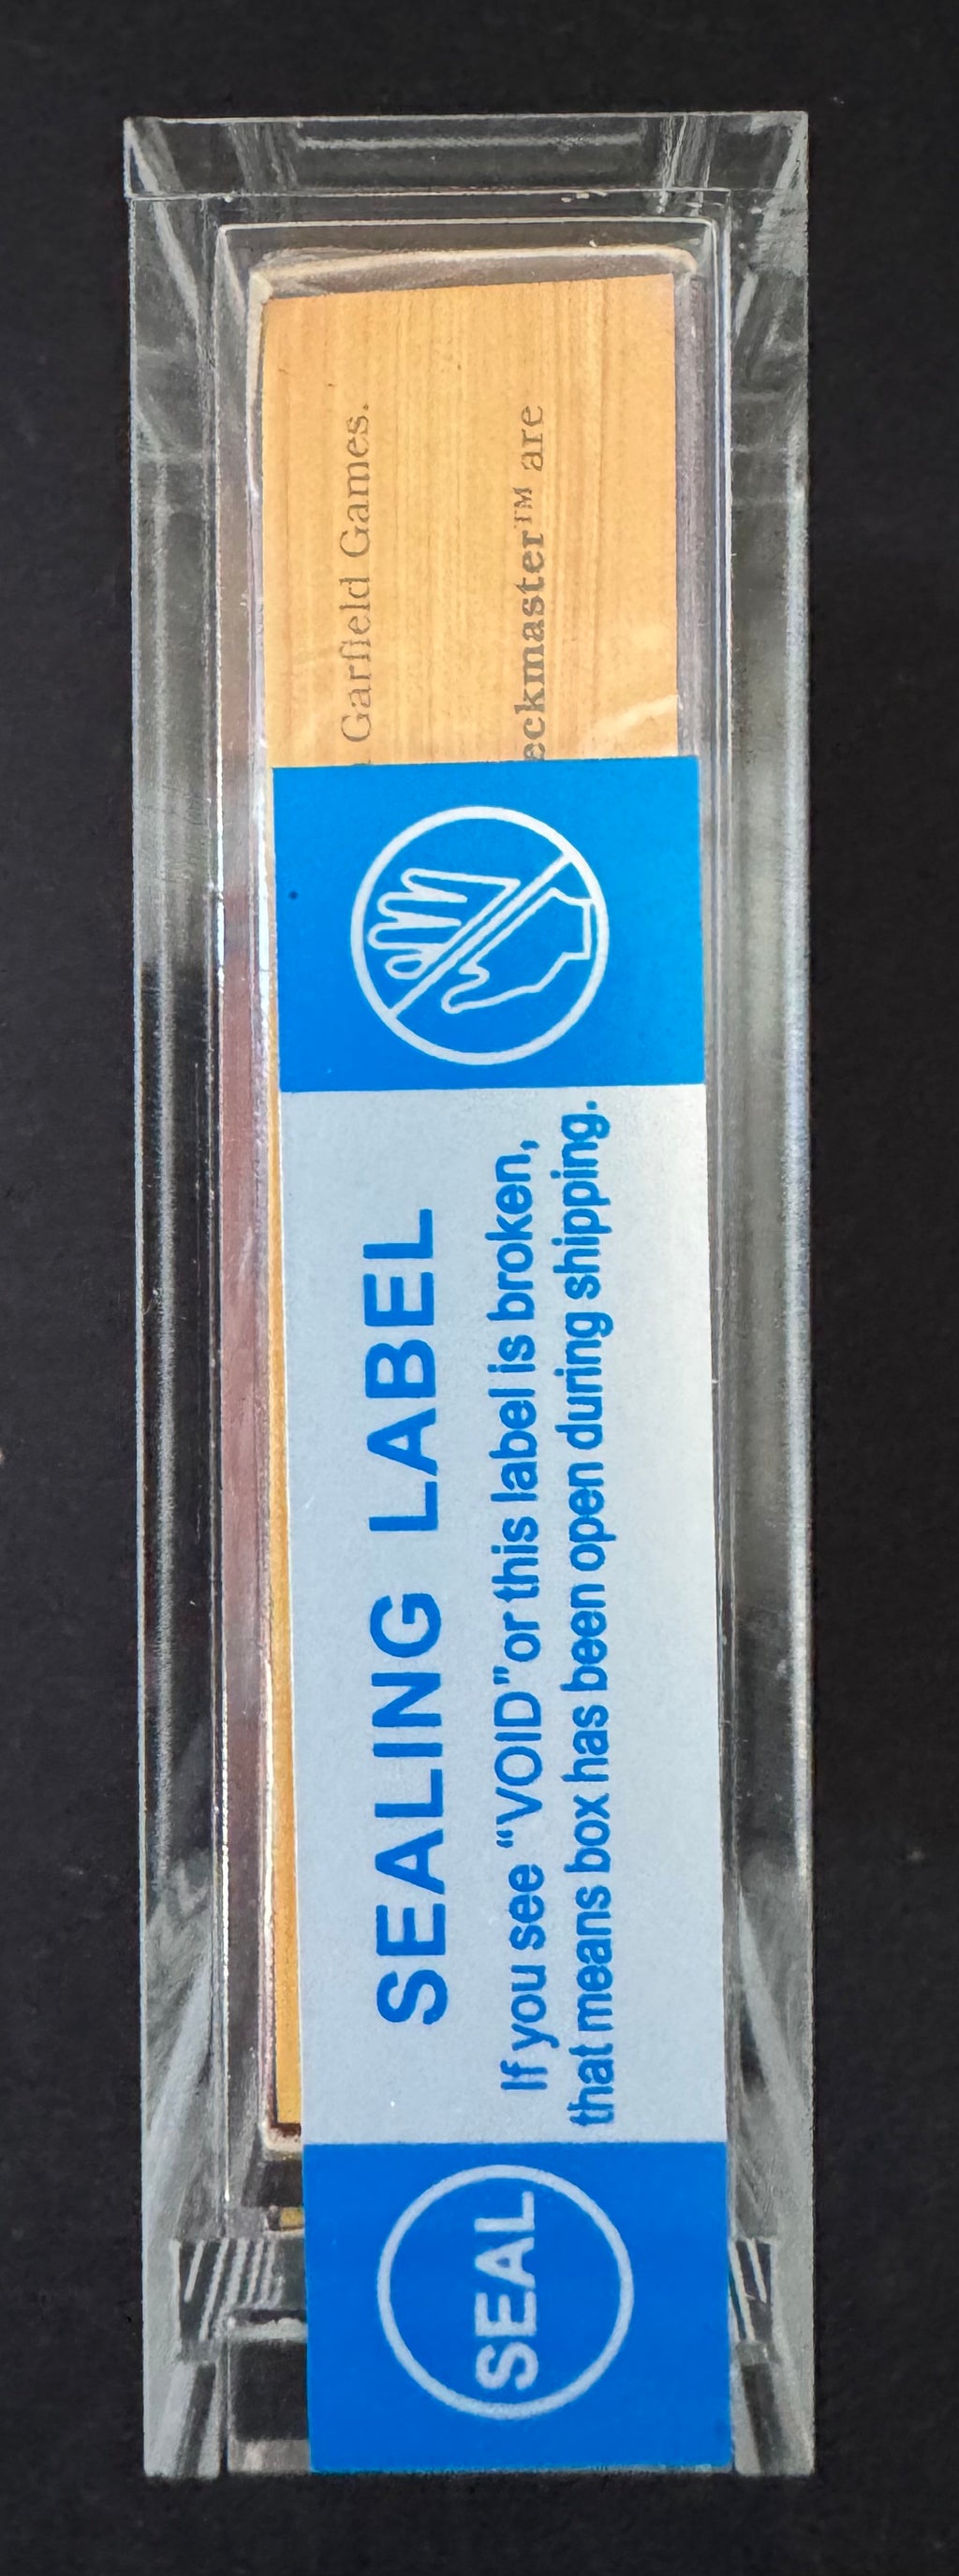 Garfield Games.
eckmaster™ are
SEALING LABEL
If you see “VOID”or this label is broken,
that means box has been open during shipping.
SEAL